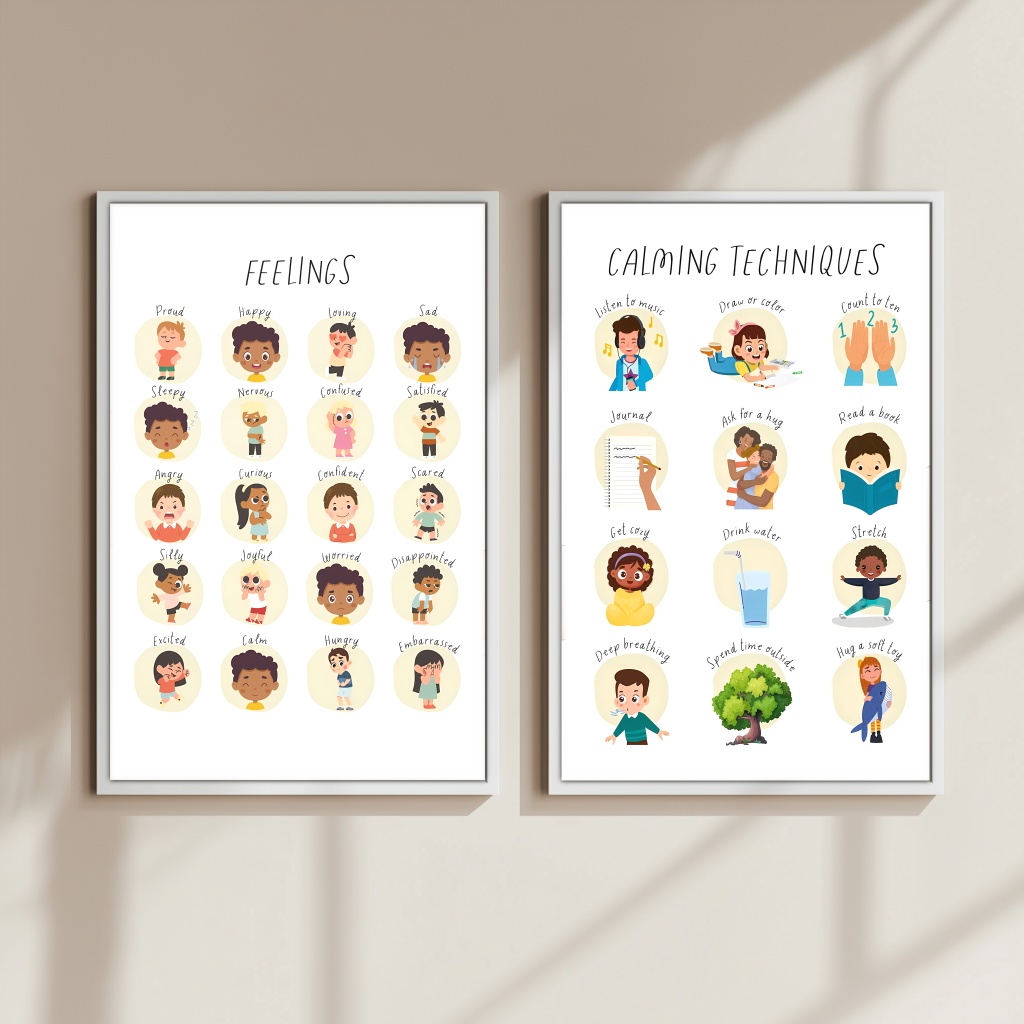 FEELINGS
Proud Happy Loving Sad
Sleepy Nervous Confused Satisfied
Angry Curious Confident Scared
Silly Joyful Worried Disappointed
Excited Calm Hungry Embarrassed
CALMING TECHNIQUES
Listen to music Draw or color Count to ten
1 2 3
Journal Ask for a hug Read a book
Get cozy Drink water Stretch
Deep breathing Spend time outside Hug a soft toy